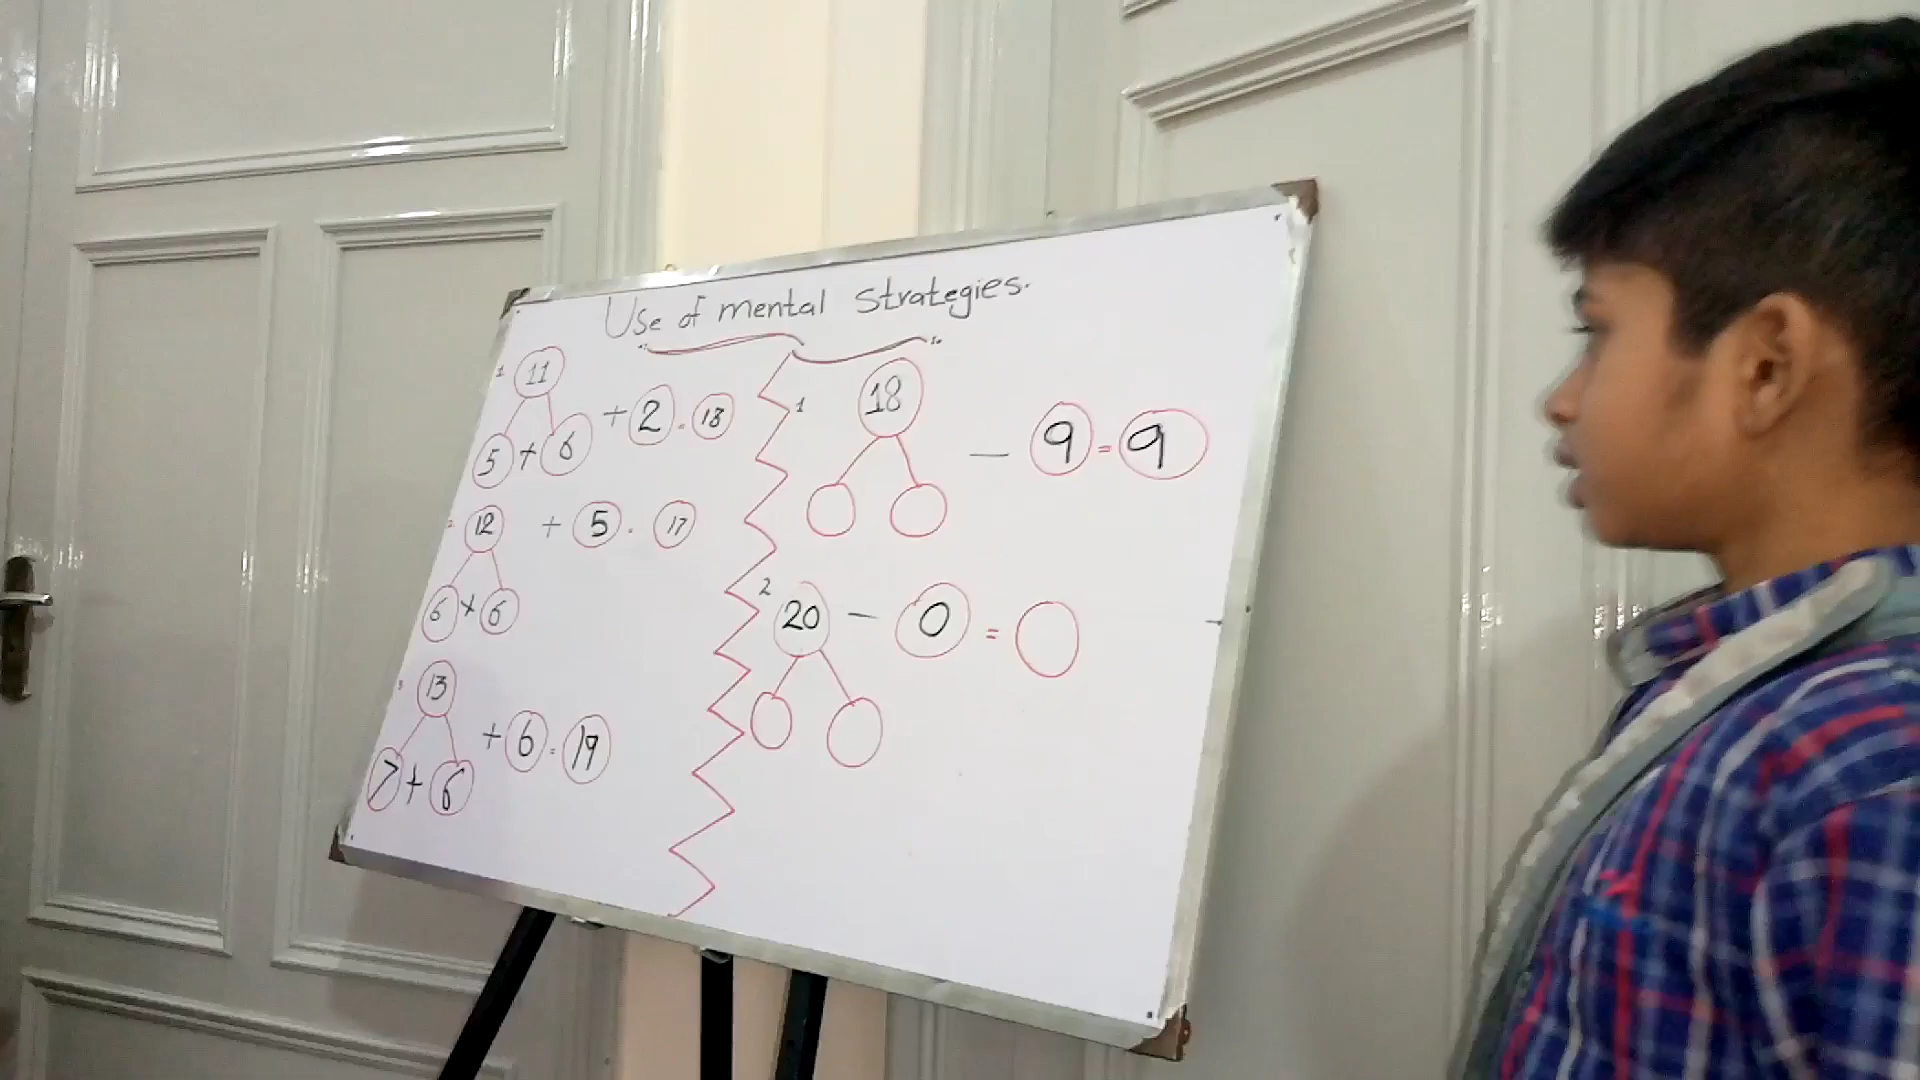 Use of mental Strategies.
1 11
5 + 6 + 2 = 13
2 12 + 5 = 17
6 + 6
3 13
7 + 6 + 6 = 19
1 18 - 9 = 9
2 20 - 0 =